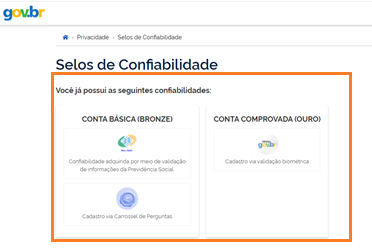 gov.br
Privacidade Selos de Confiabilidade
Selos de Confiabilidade
Você já possui as seguintes confiabilidades:
CONTA BÁSICA (BRONZE)
Confiabilidade adquirida por meio de validação
de informações da Previdência Social.
Cadastro via Carrossel de Perguntas
CONTA COMPROVADA (OURO)
gov.br
Cadastro via validação biométrica